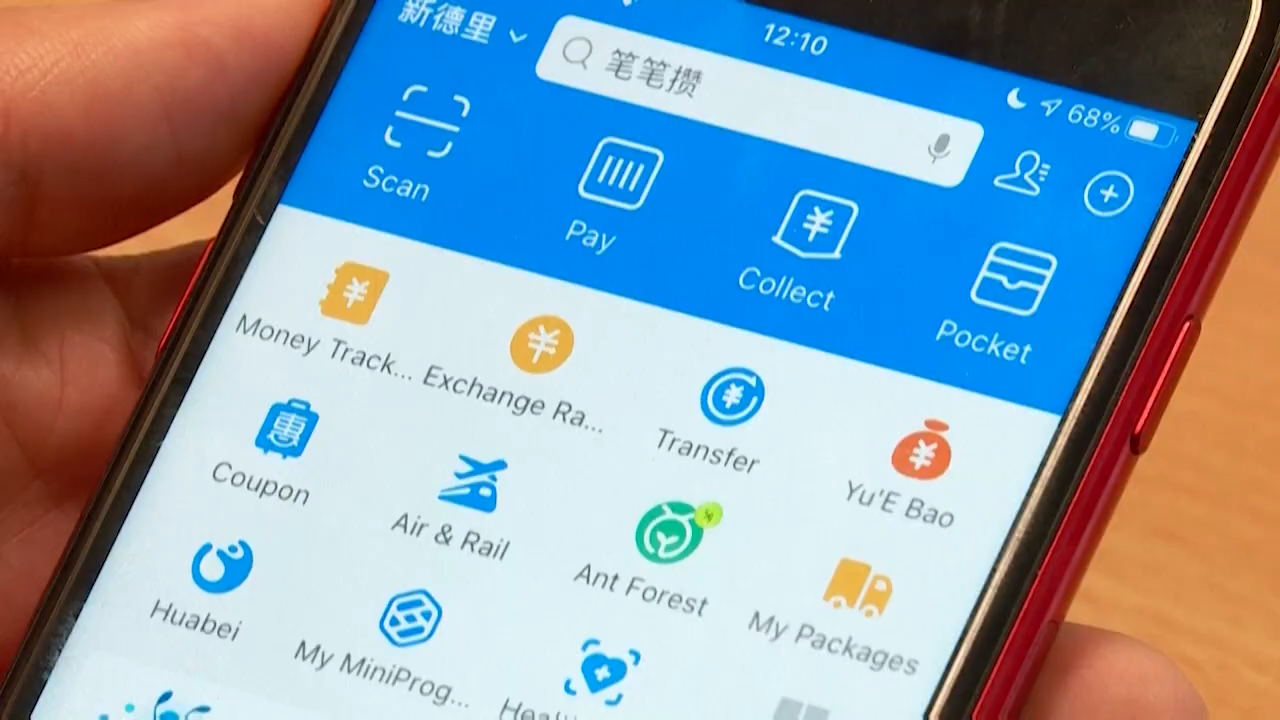 12:10
68%
新德里
笔笔攒
Scan
Pay
Collect
Pocket
Money Track...
Exchange Ra...
Transfer
Yu'E Bao
惠
Coupon
Air & Rail
Ant Forest
My Packages
Huabei
My MiniProg...